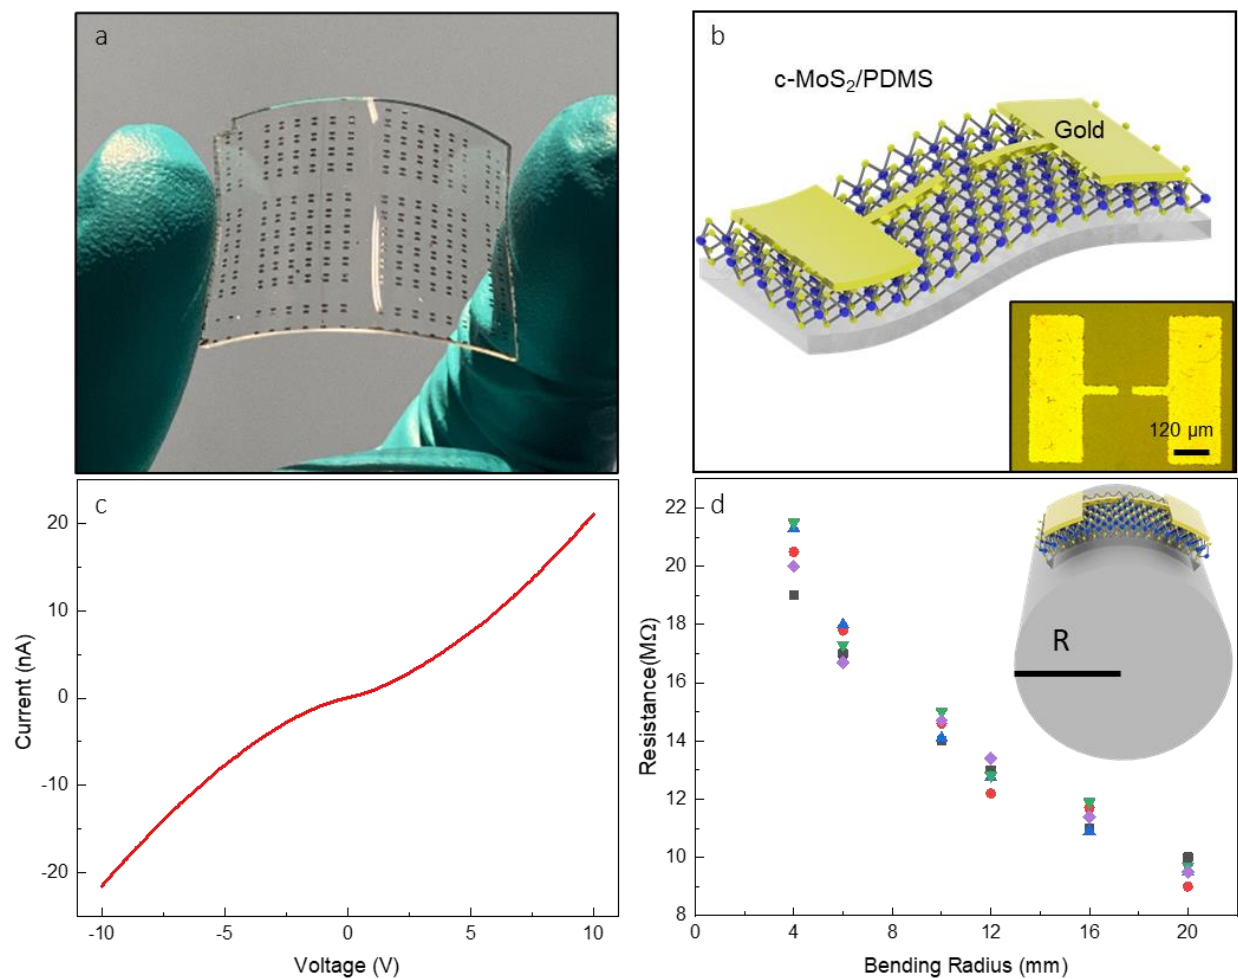 a
b
c-MoS₂/PDMS
Gold
120 µm
c
20
10
0
-10
-20
Current (nA)
-10
-5
0
5
10
Voltage (V)
d
22
20
18
16
14
12
10
8
Resistance(MΩ)
R
0
4
8
12
16
20
Bending Radius (mm)